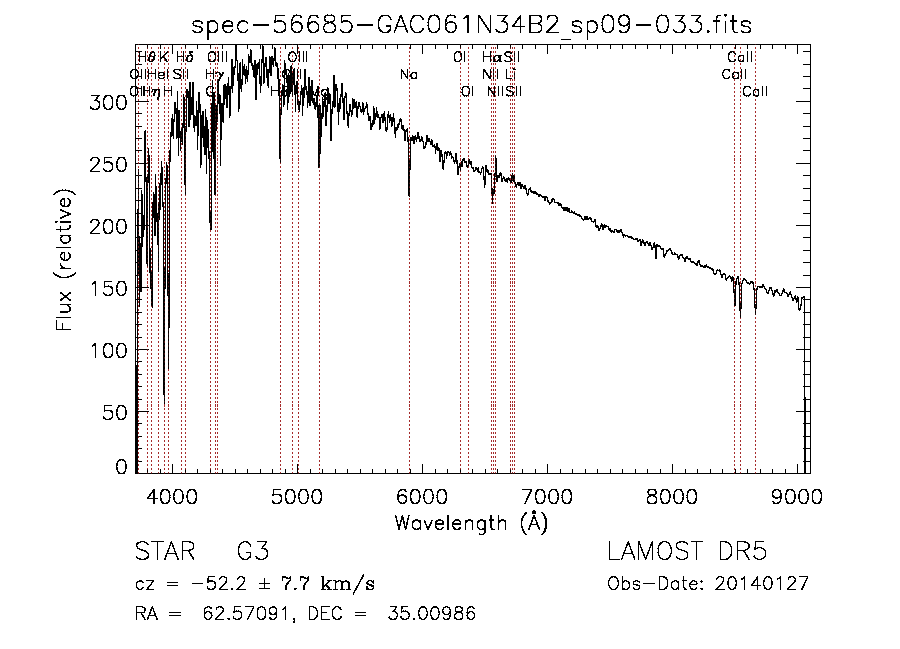 spec-56685-GAC061N34B2_sp09-033.fits
Hθ K Hδ OIII OIII OI Hα SII CaII
OII HeI SII Hγ NII Li CaII
Hη H Na OI NII SII CaII
300
250
200
150
100
50
0
Flux (relative)
4000 5000 6000 7000 8000 9000
Wavelength (Å)
STAR G3 LAMOST DR5
cz = -52.2 ± 7.7 km/s Obs-Date: 20140127
RA = 62.57091, DEC = 35.00986